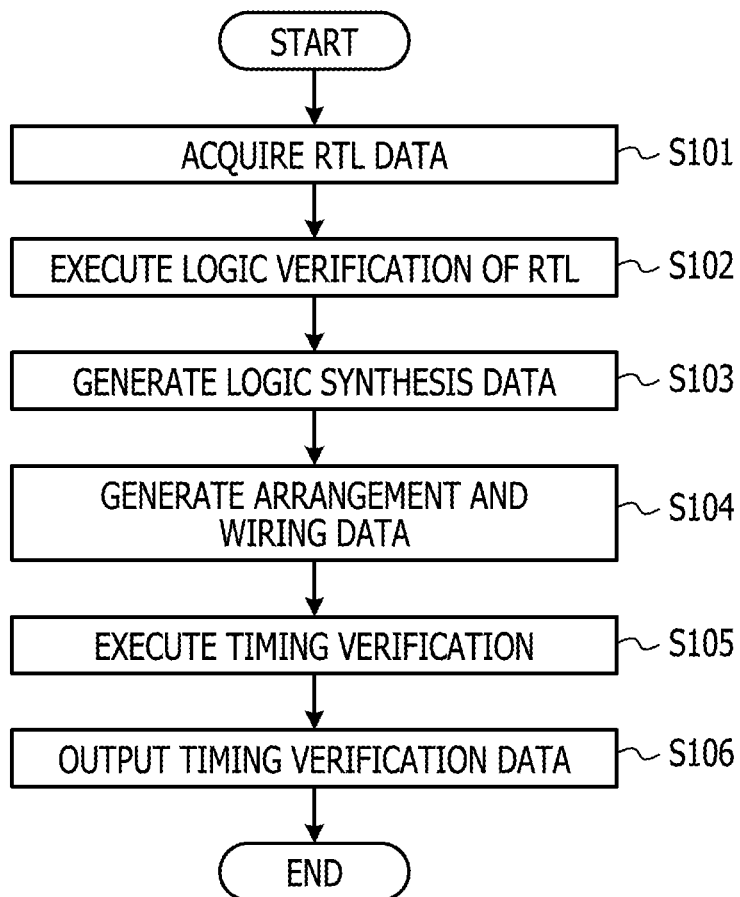 START
ACQUIRE RTL DATA
S101
EXECUTE LOGIC VERIFICATION OF RTL
S102
GENERATE LOGIC SYNTHESIS DATA
S103
GENERATE ARRANGEMENT AND
WIRING DATA
S104
EXECUTE TIMING VERIFICATION
S105
OUTPUT TIMING VERIFICATION DATA
S106
END